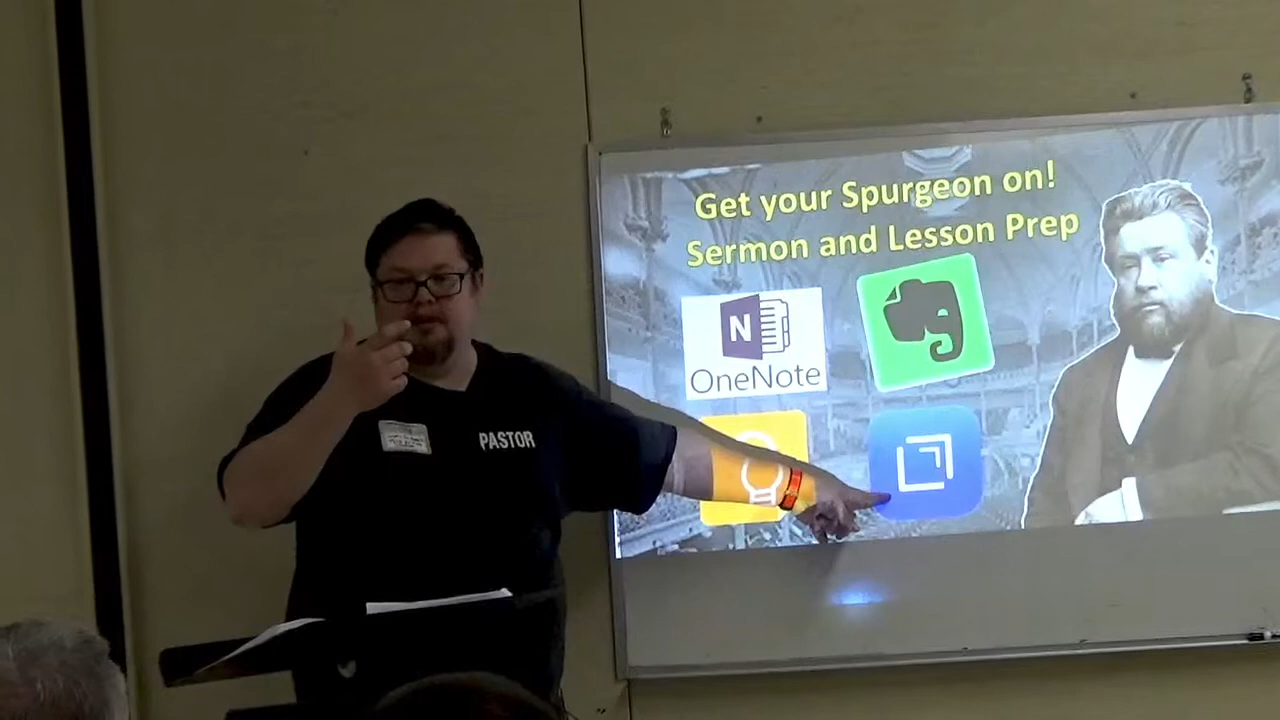 Get your Spurgeon on!
Sermon and Lesson Prep
N
OneNote
PASTOR